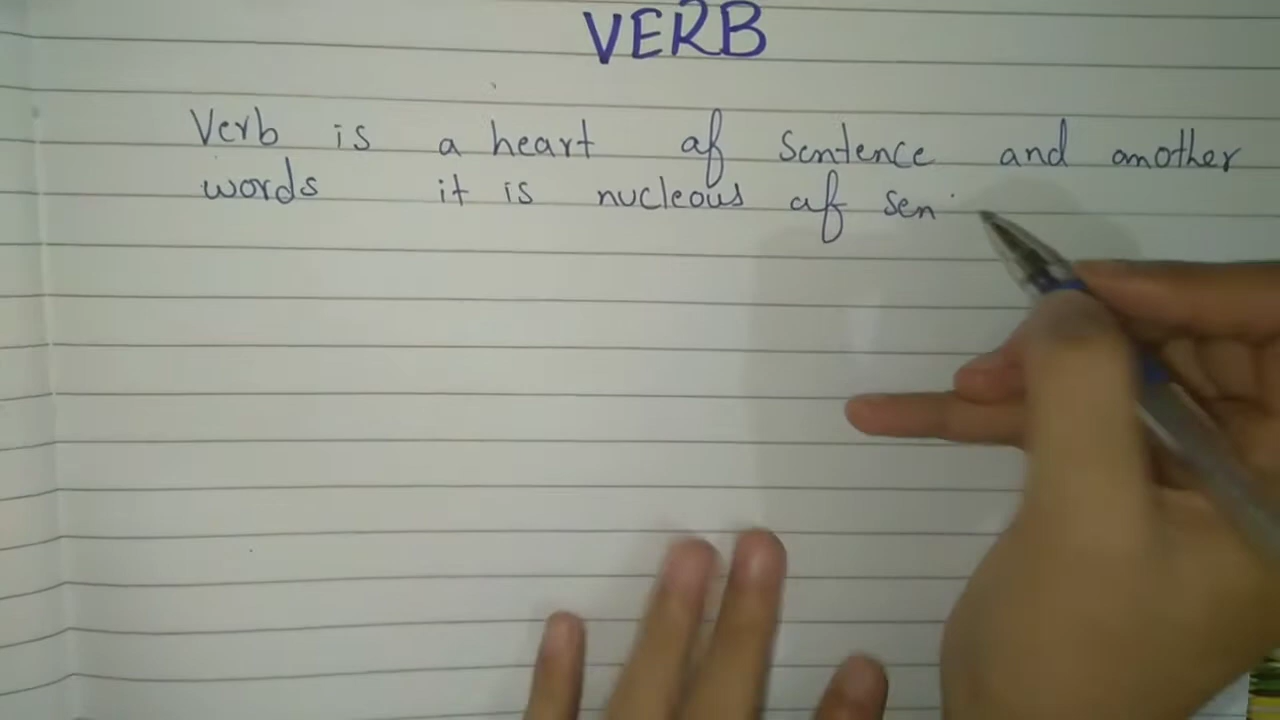 VERB
Verb is a heart af sentence and another
words it is nucleous af sen